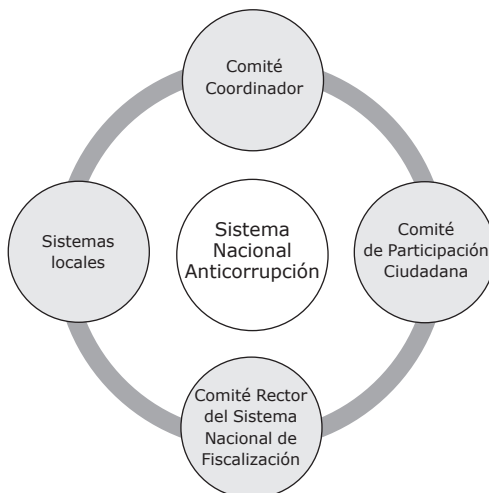 Comité
Coordinador
Sistemas
locales
Sistema
Nacional
Anticorrupción
Comité
de Participación
Ciudadana
Comité Rector
del Sistema
Nacional de
Fiscalización